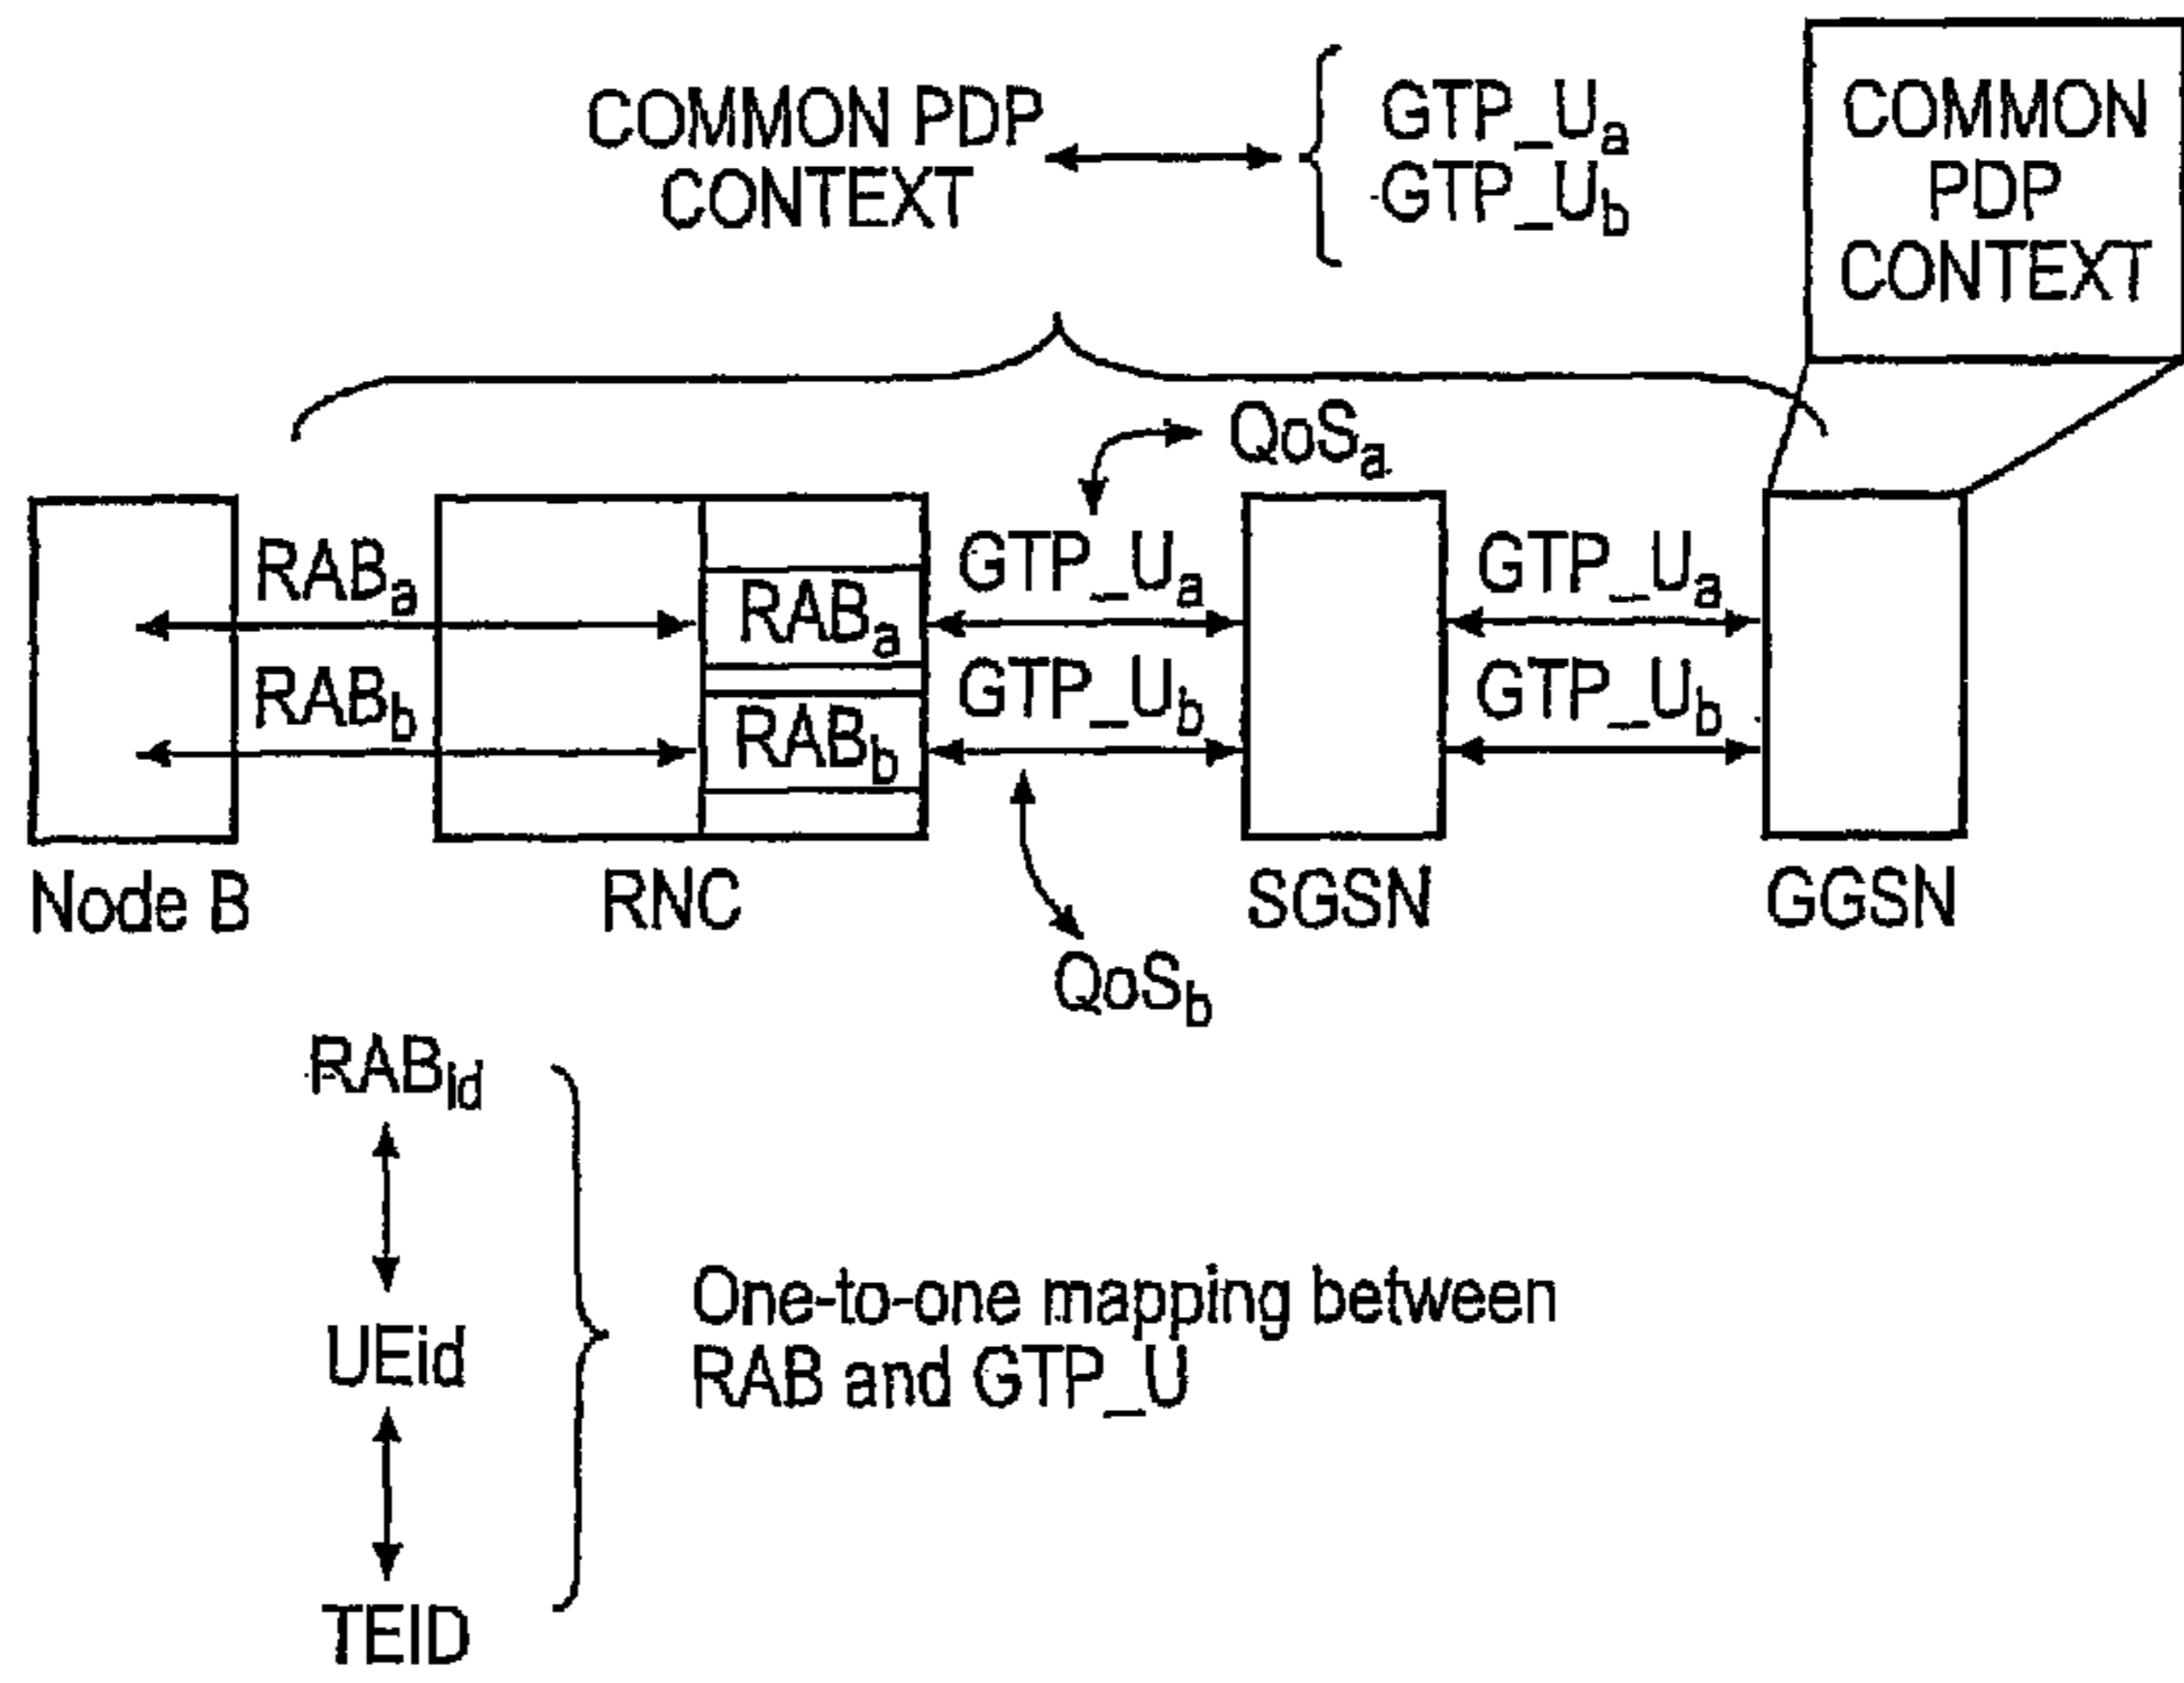 COMMON PDP
CONTEXT
GTP_Ua
GTP_Ub
COMMON
PDP
CONTEXT
QoSa
RABa
RABb
RABa
RABb
GTP_Ua
GTP_Ub
GTP_Ua
GTP_Ub
Node B
RNC
SGSN
GGSN
QoSb
RABid
UEid
TEID
One-to-one mapping between
RAB and GTP_U